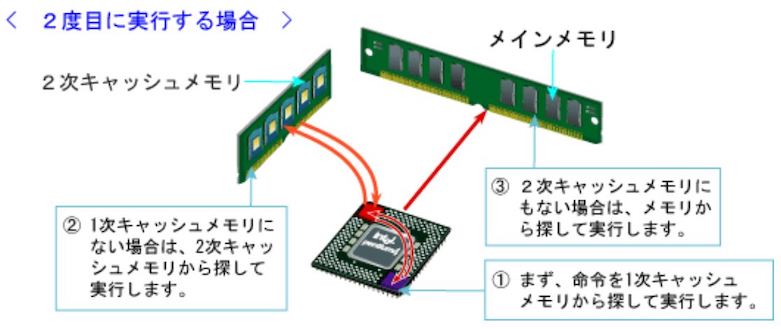 ＜ ２度目に実行する場合 ＞
メインメモリ
２次キャッシュメモリ
③ ２次キャッシュメモリに
もない場合は、メモリか
ら探して実行します。
② 1次キャッシュメモリに
ない場合は、2次キャッ
シュメモリから探して
実行します。
intel
pentium
① まず、命令を1次キャッシュ
メモリから探して実行します。